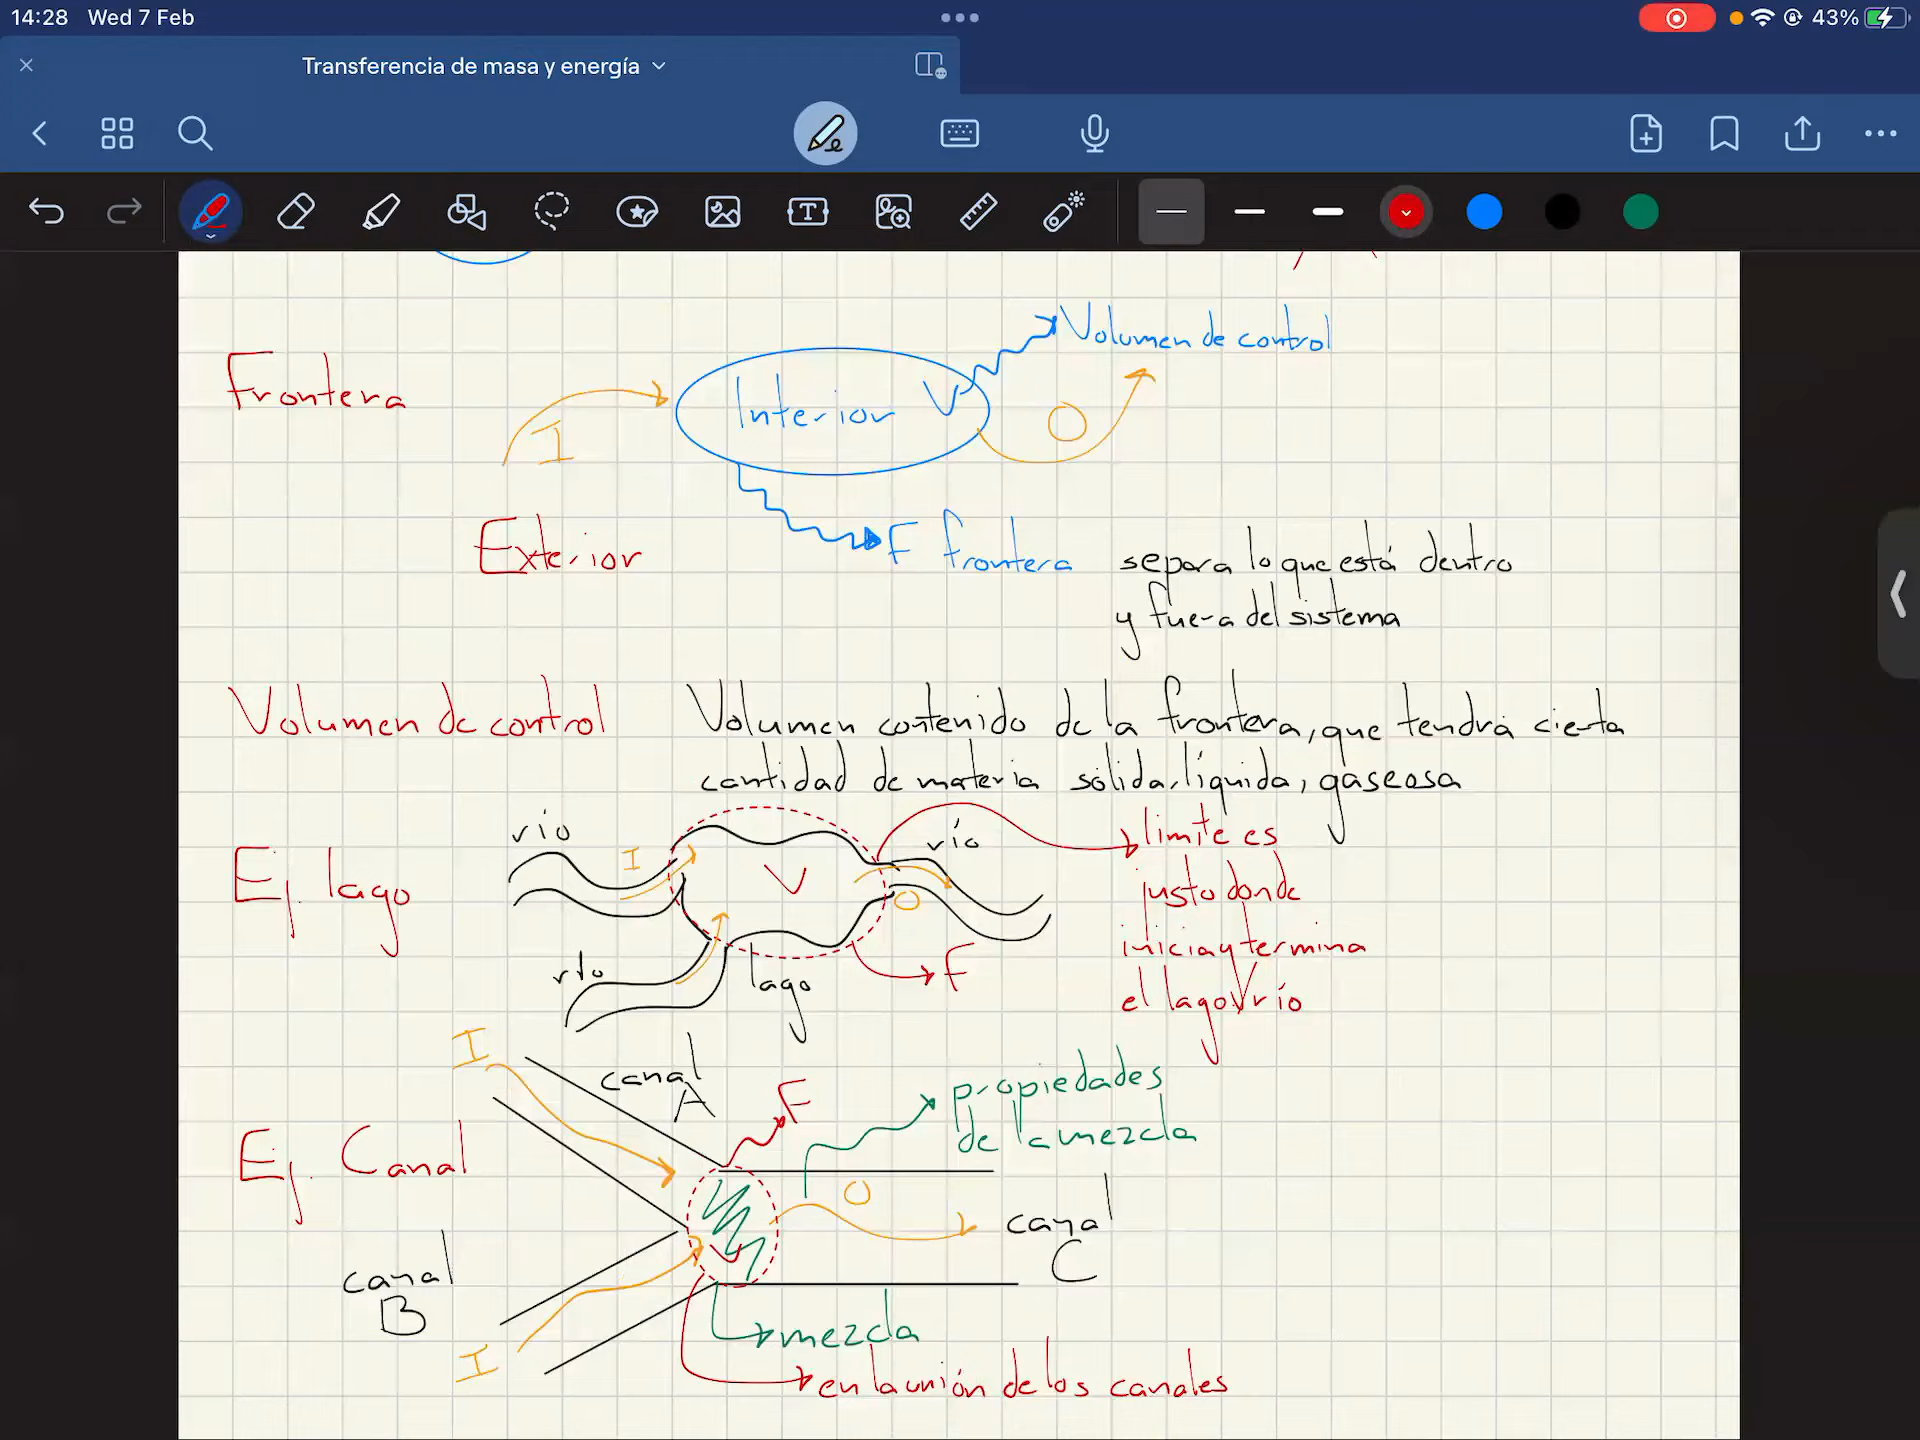 14:28 Wed 7 Feb
43%
Transferencia de masa y energía
Volumen de control
Frontera
Interior V
I
O
Exterior
F frontera
separa lo que está dentro
y fuera del sistema
Volumen de control
Volumen contenido de la frontera, que tendrá cierta
cantidad de materia sólida, líquida, gaseosa
río
I
V
río
límite es
Ej. lago
O
justo donde
inicia y termina
río
lago
F
el lago y río
I
canal
A
F
propiedades
de la mezcla
Ej. Canal
O
canal
C
V
canal
B
mezcla
I
en la unión de los canales